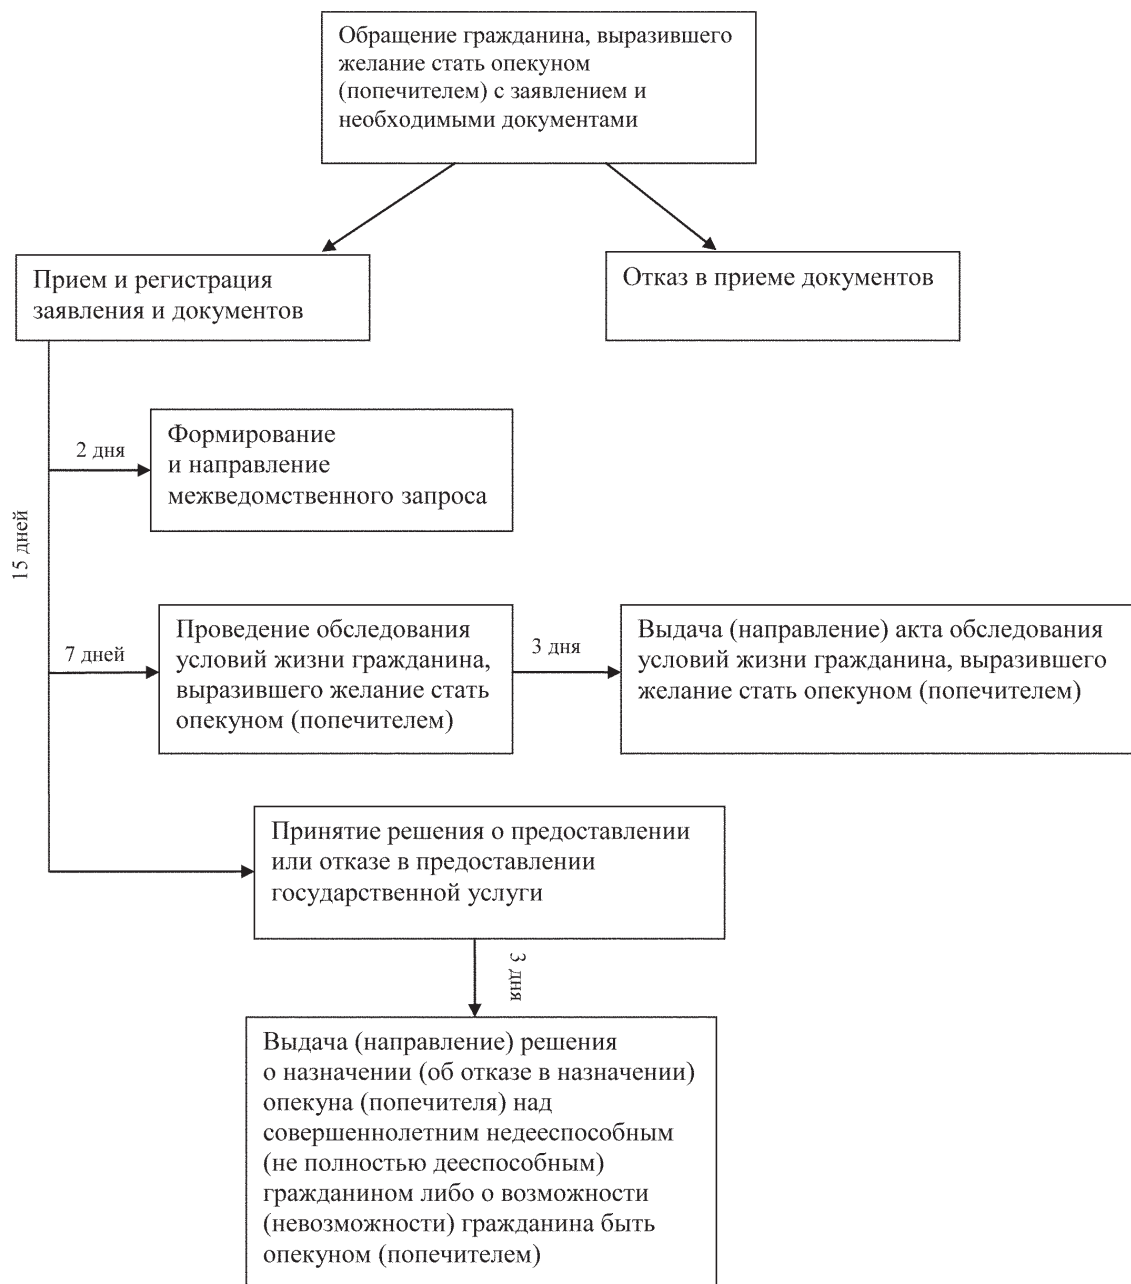 Обращение гражданина, выразившего
желание стать опекуном
(попечителем) с заявлением и
необходимыми документами
Прием и регистрация
заявления и документов
Отказ в приеме документов
2 дня
Формирование
и направление
межведомственного запроса
15 дней
7 дней
Проведение обследования
условий жизни гражданина,
выразившего желание стать
опекуном (попечителем)
3 дня
Выдача (направление) акта обследования
условий жизни гражданина, выразившего
желание стать опекуном (попечителем)
Принятие решения о предоставлении
или отказе в предоставлении
государственной услуги
3 дня
Выдача (направление) решения
о назначении (об отказе в назначении)
опекуна (попечителя) над
совершеннолетним недееспособным
(не полностью дееспособным)
гражданином либо о возможности
(невозможности) гражданина быть
опекуном (попечителем)